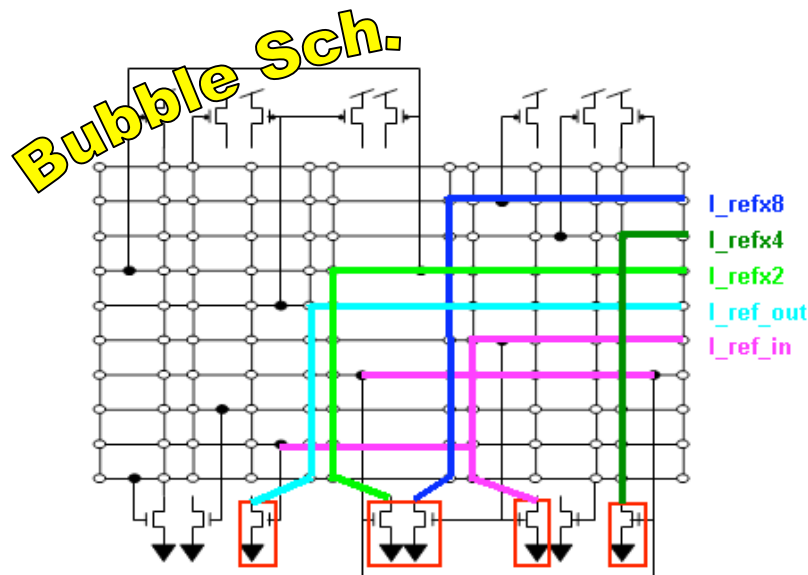 Bubble Sch.
I_refx8
I_refx4
I_refx2
I_ref_out
I_ref_in